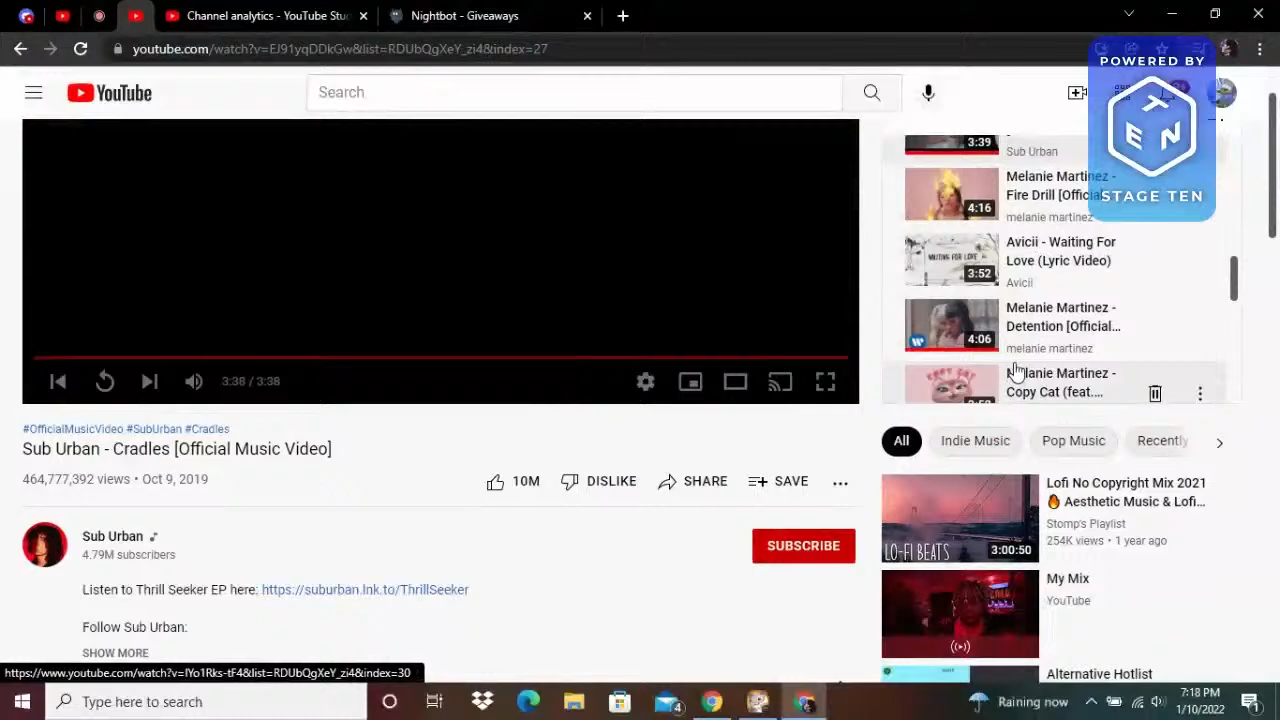 Channel analytics - YouTube Stu
Nightbot - Giveaways
youtube.com/watch?v=EJ91yqDDkGw&list=RDUbQgXeY_zi4&index=27
POWERED BY
TEN
STAGE TEN
YouTube
Search
3:39
Sub Urban
Melanie Martinez -
Fire Drill [Official
4:16
melanie martinez
Avicii - Waiting For
Love (Lyric Video)
WAITING FOR LOVE
3:52
Avicii
Melanie Martinez -
Detention [Official...
4:06
melanie martinez
Melanie Martinez -
Copy Cat (feat....
3:38 / 3:38
#OfficialMusicVideo #SubUrban #Cradles
Sub Urban - Cradles [Official Music Video]
464,777,392 views • Oct 9, 2019
10M
DISLIKE
SHARE
SAVE
All
Indie Music
Pop Music
Recently
Lofi No Copyright Mix 2021
🔥 Aesthetic Music & Lofi...
Stomp's Playlist
254K views • 1 year ago
LO-FI BEATS
3:00:50
Sub Urban
4.79M subscribers
SUBSCRIBE
Listen to Thrill Seeker EP here: https://suburban.lnk.to/ThrillSeeker
Follow Sub Urban:
SHOW MORE
My Mix
YouTube
Alternative Hotlist
https://www.youtube.com/watch?v=IYo1Rks-tF4&list=RDUbQgXeY_zi4&index=30
Type here to search
4
Raining now
7:18 PM
1/10/2022
1